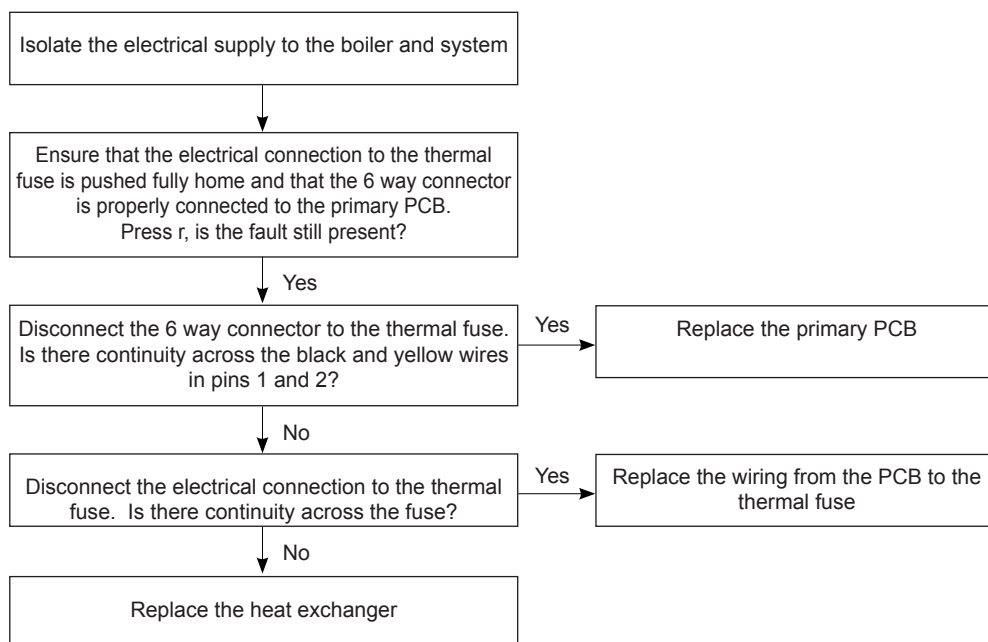 Isolate the electrical supply to the boiler and system
Ensure that the electrical connection to the thermal
fuse is pushed fully home and that the 6 way connector
is properly connected to the primary PCB.
Press r, is the fault still present?
Yes
Disconnect the 6 way connector to the thermal fuse.
Is there continuity across the black and yellow wires
in pins 1 and 2?
Yes
Replace the primary PCB
No
Disconnect the electrical connection to the thermal
fuse.  Is there continuity across the fuse?
Yes
Replace the wiring from the PCB to the
thermal fuse
No
Replace the heat exchanger